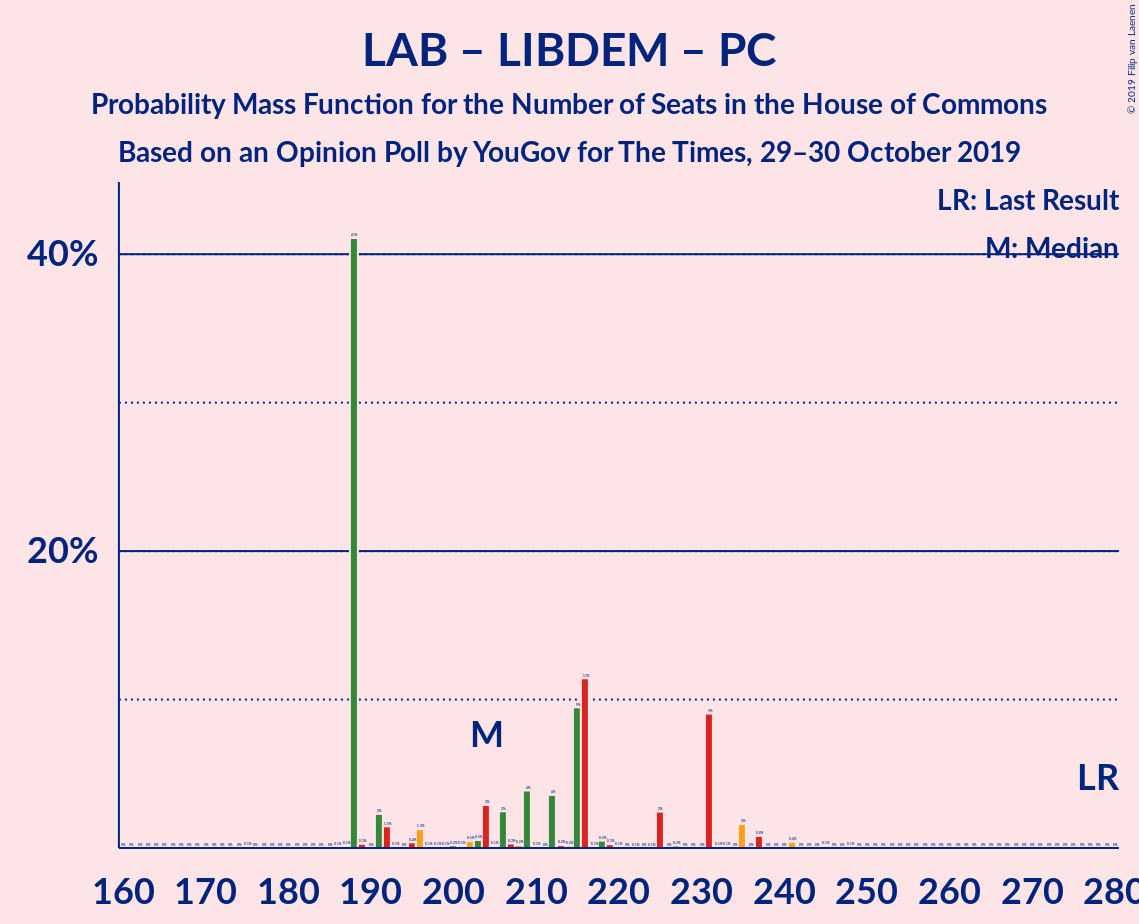 LAB – LIBDEM – PC
Probability Mass Function for the Number of Seats in the House of Commons
Based on an Opinion Poll by YouGov for The Times, 29–30 October 2019
© 2019 Filip van Laenen
LR: Last Result
M: Median
40%
20%
M
LR
160 170 180 190 200 210 220 230 240 250 260 270 280